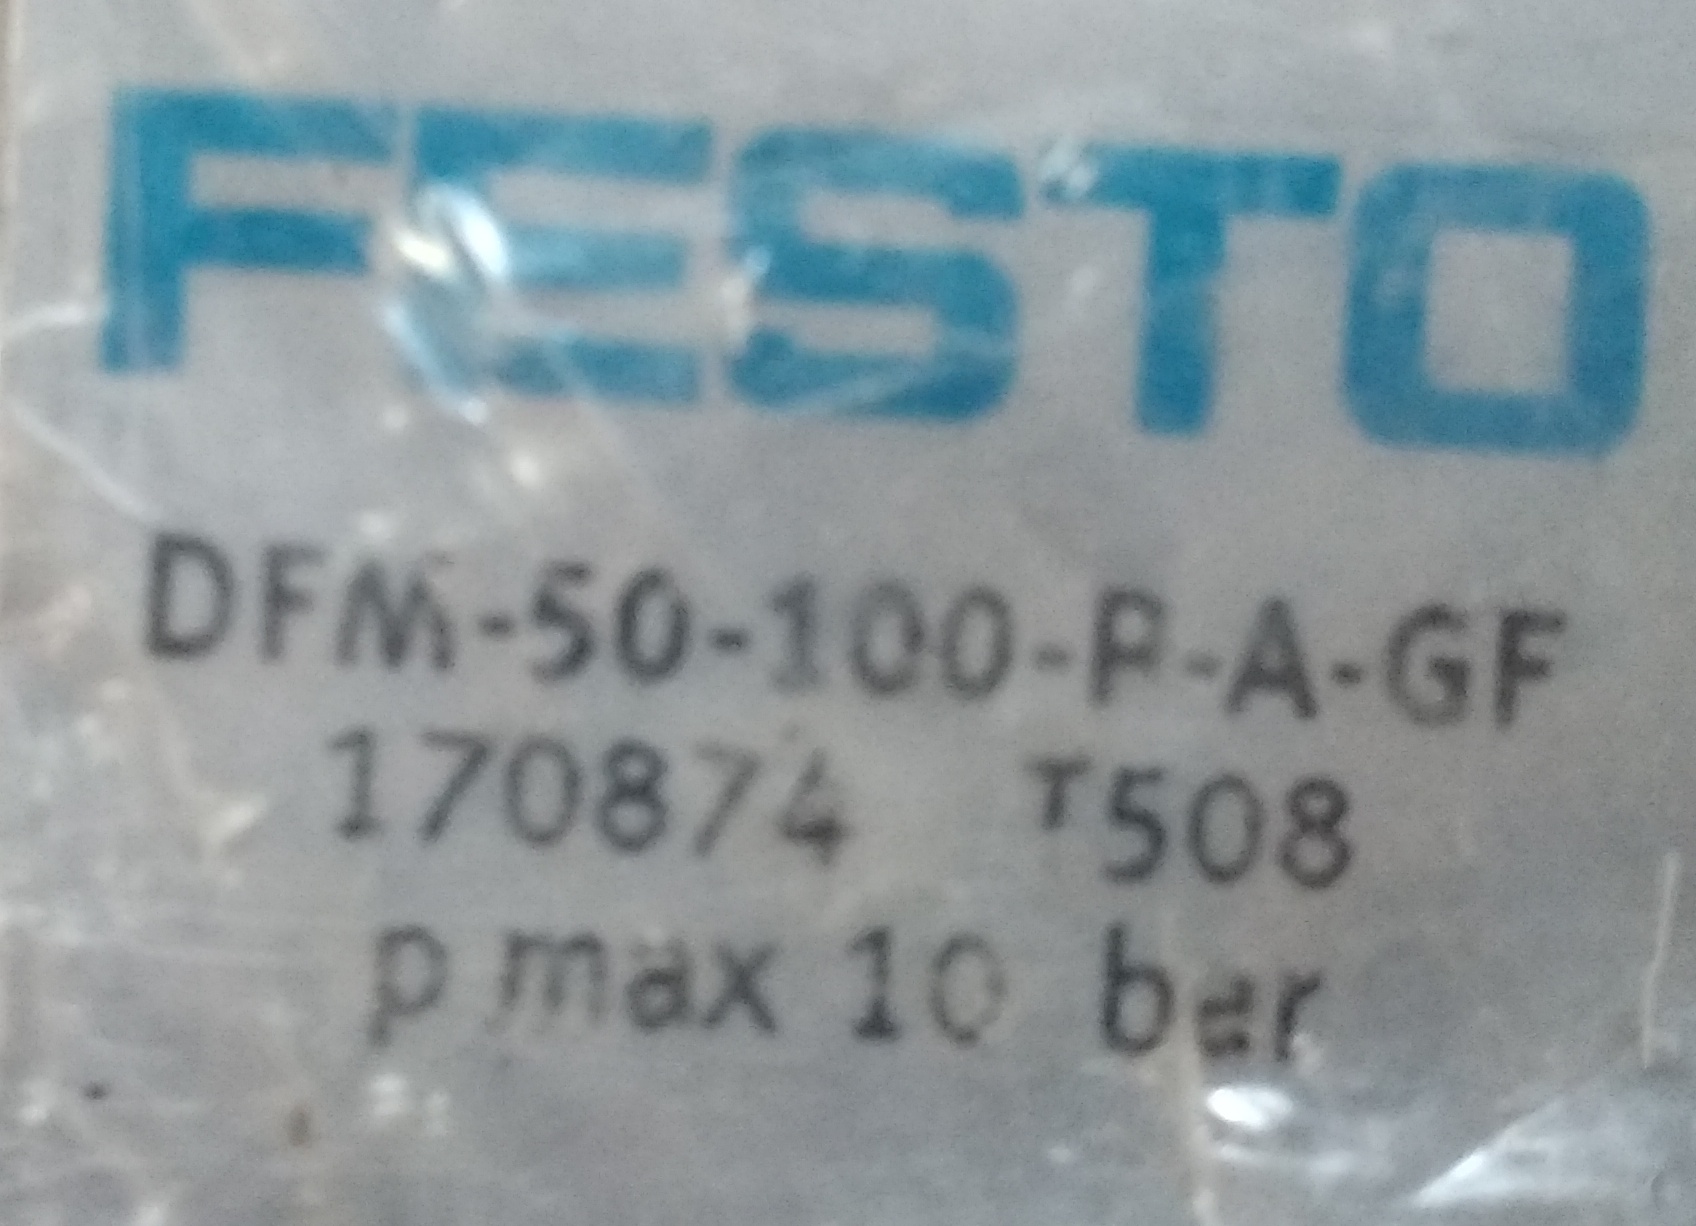 FESTO
DFM-50-100-P-A-GF
170874 T508
p max 10 bar